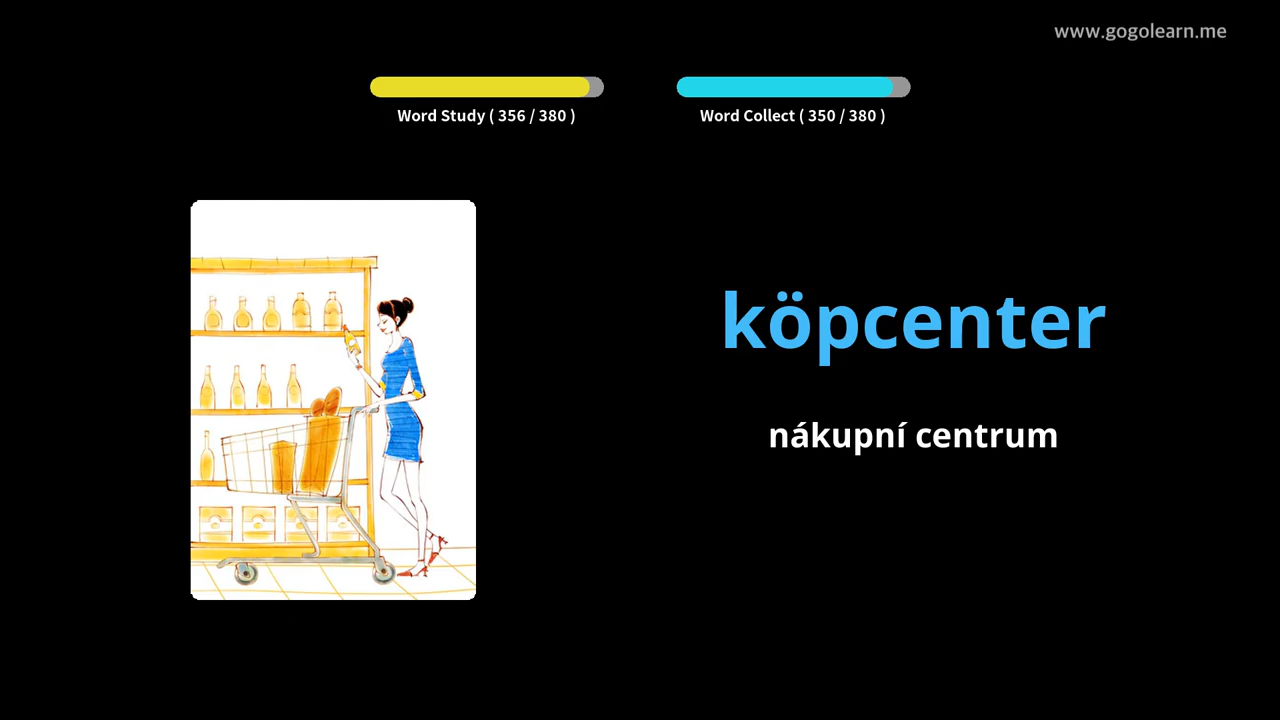 www.gogolearn.me
Word Study ( 356 / 380 )
Word Collect ( 350 / 380 )
köpcenter
nákupní centrum